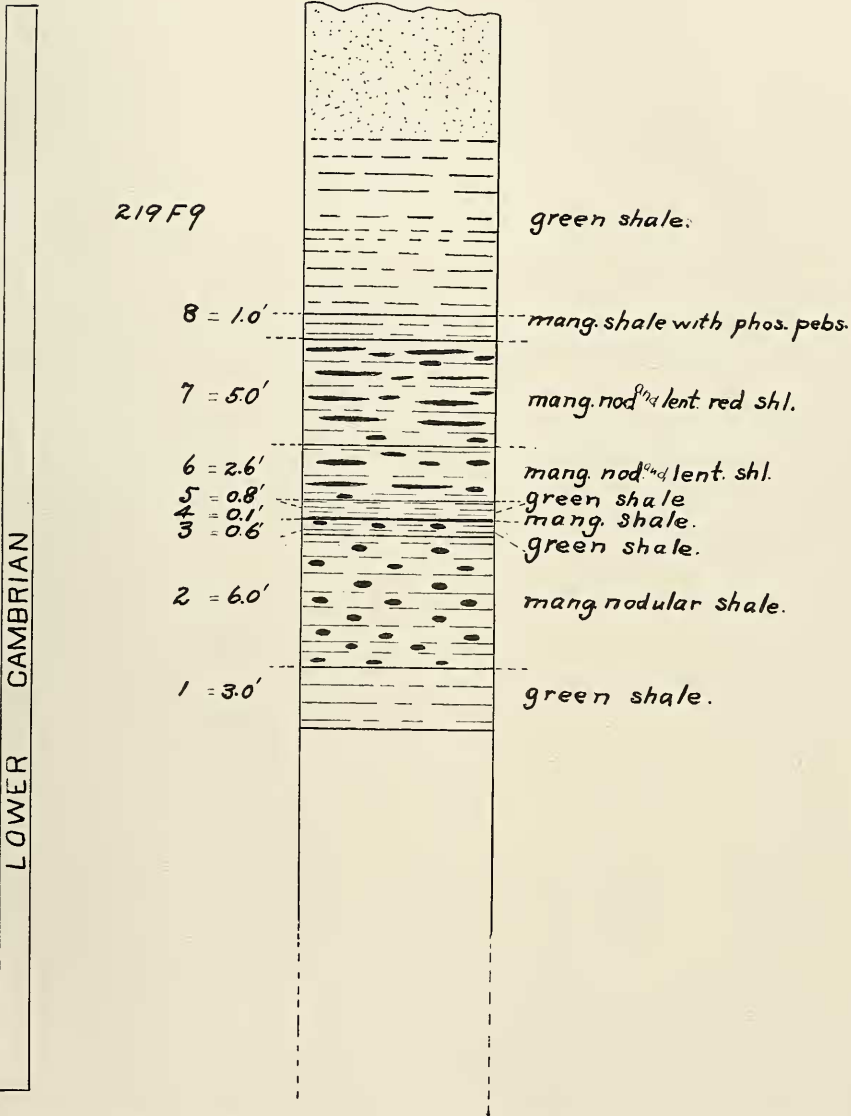 LOWER CAMBRIAN
219F9 green shale.
8 = 1.0' mang. shale with phos. pebs.
7 = 5.0' mang. nod and lent. red shl.
6 = 2.6' mang. nod and lent. shl.
5 = 0.8' green shale
4 = 0.1' mang. shale.
3 = 0.6' green shale.
2 = 6.0' mang. nodular shale.
1 = 3.0' green shale.